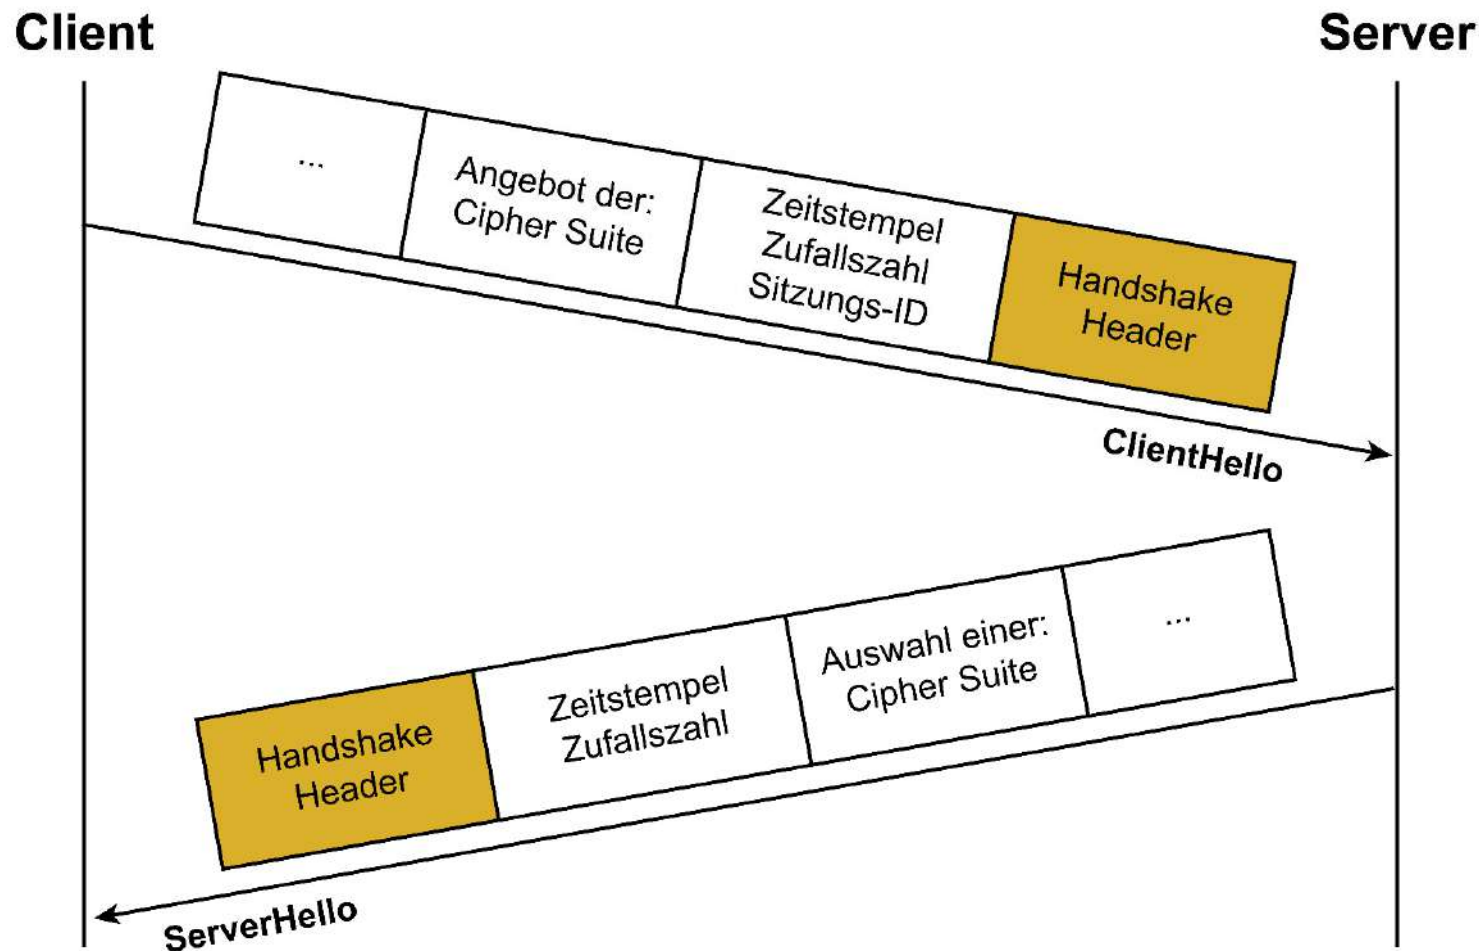 Client
Server
...
Angebot der:
Cipher Suite
Zeitstempel
Zufallszahl
Sitzungs-ID
Handshake
Header
ClientHello
Handshake
Header
Zeitstempel
Zufallszahl
Auswahl einer:
Cipher Suite
...
ServerHello